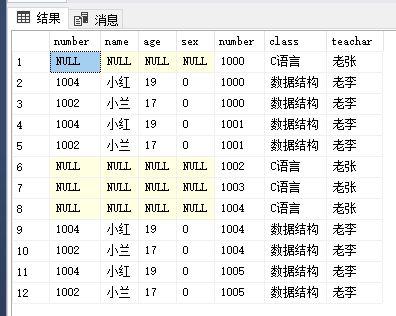 结果 消息
number name age sex number class teachar
1 NULL NULL NULL NULL 1000 C语言 老张
2 1004 小红 19 0 1000 数据结构 老李
3 1002 小兰 17 0 1000 数据结构 老李
4 1004 小红 19 0 1001 数据结构 老李
5 1002 小兰 17 0 1001 数据结构 老李
6 NULL NULL NULL NULL 1002 C语言 老张
7 NULL NULL NULL NULL 1003 C语言 老张
8 NULL NULL NULL NULL 1004 C语言 老张
9 1004 小红 19 0 1004 数据结构 老李
10 1002 小兰 17 0 1004 数据结构 老李
11 1004 小红 19 0 1005 数据结构 老李
12 1002 小兰 17 0 1005 数据结构 老李